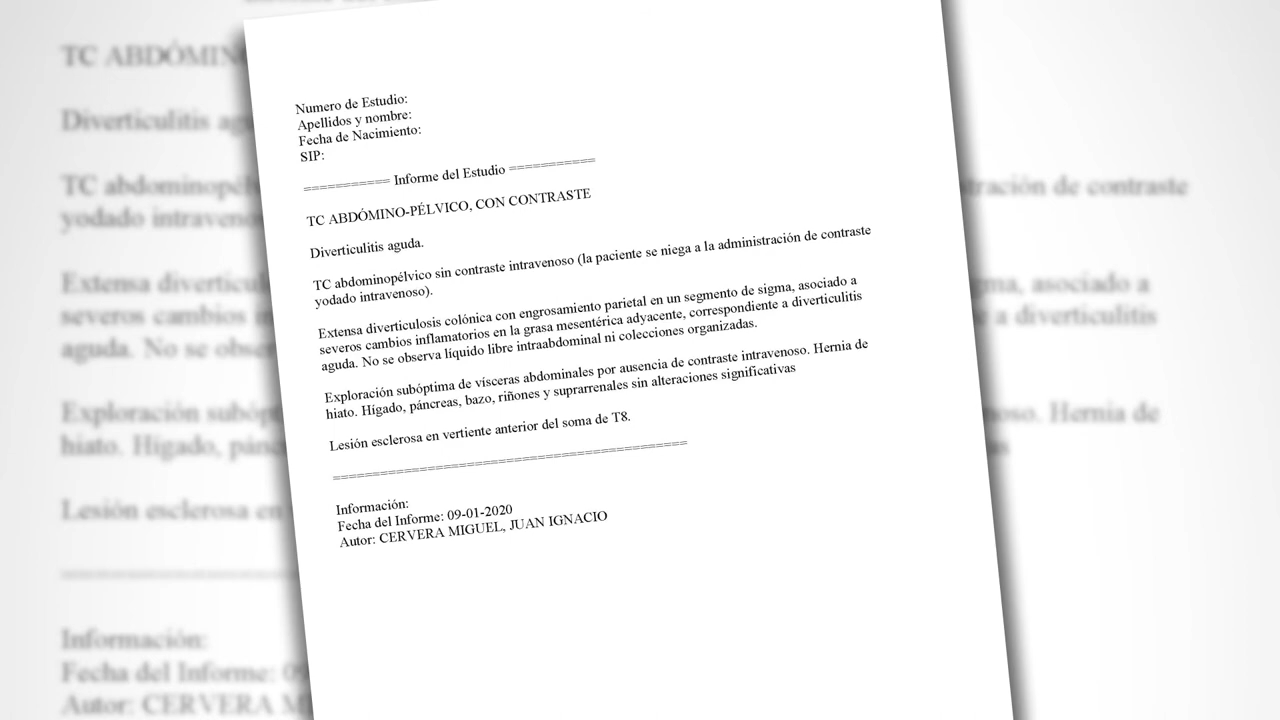 Numero de Estudio:
Apellidos y nombre:
Fecha de Nacimiento:
SIP:
=========== Informe del Estudio ===========
TC ABDÓMINO-PÉLVICO, CON CONTRASTE
Diverticulitis aguda.
TC abdominopélvico sin contraste intravenoso (la paciente se niega a la administración de contraste
yodado intravenoso).
Extensa diverticulosis colónica con engrosamiento parietal en un segmento de sigma, asociado a
severos cambios inflamatorios en la grasa mesentérica adyacente, correspondiente a diverticulitis
aguda. No se observa líquido libre intraabdominal ni colecciones organizadas.
Exploración subóptima de vísceras abdominales por ausencia de contraste intravenoso. Hernia de
hiato. Hígado, páncreas, bazo, riñones y suprarrenales sin alteraciones significativas
Lesión esclerosa en vertiente anterior del soma de T8.
=============================================
Información:
Fecha del Informe: 09-01-2020
Autor: CERVERA MIGUEL, JUAN IGNACIO